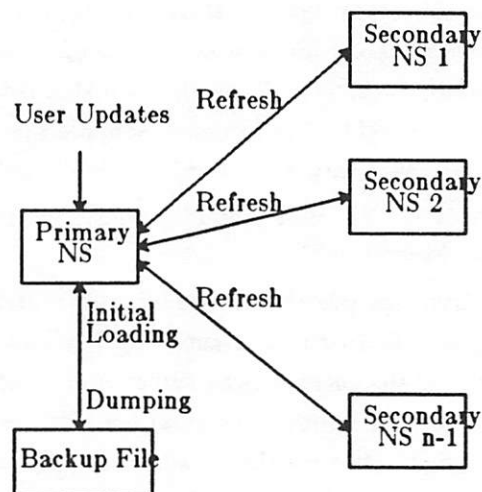 Secondary
NS 1
Refresh
User Updates
Secondary
NS 2
Refresh
Primary
NS
Refresh
Initial
Loading
Dumping
Secondary
NS n-1
Backup File